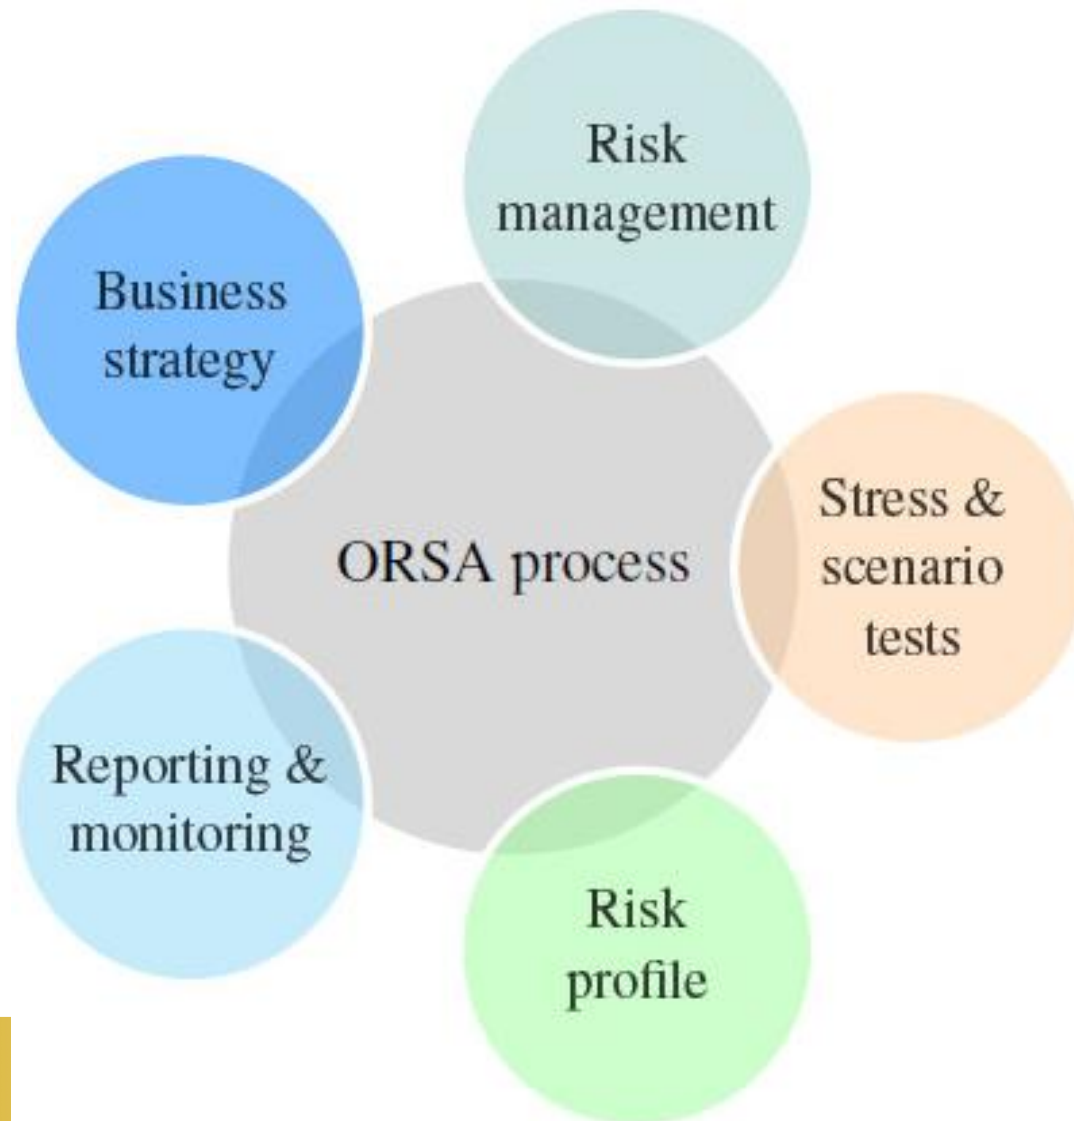 Risk
management
Business
strategy
Stress &
scenario
tests
ORSA process
Reporting &
monitoring
Risk
profile